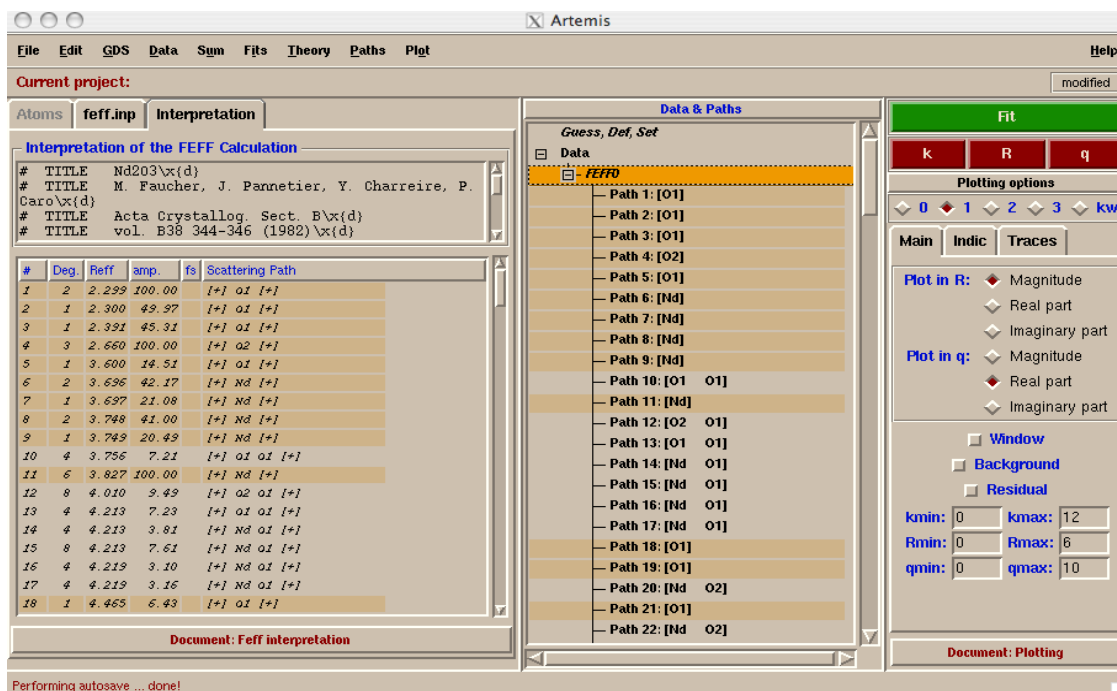 Artemis
File Edit GDS Data Sum Fits Theory Paths Plot Help
Current project: modified
Atoms feff.inp Interpretation
Interpretation of the FEFF Calculation
# TITLE Nd203\x{d}
# TITLE M. Faucher, J. Pannetier, Y. Charreire, P.
Caro\x{d}
# TITLE Acta Crystallog. Sect. B\x{d}
# TITLE vol. B38 344-346 (1982)\x{d}
# Deg. Reff amp. fs Scattering Path
1 2 2.299 100.00 [+] O1 [+]
2 1 2.300 49.97 [+] O1 [+]
3 1 2.391 45.31 [+] O1 [+]
4 3 2.660 100.00 [+] O2 [+]
5 1 3.600 14.51 [+] O1 [+]
6 2 3.696 42.17 [+] Nd [+]
7 1 3.697 21.08 [+] Nd [+]
8 2 3.748 41.00 [+] Nd [+]
9 1 3.749 20.49 [+] Nd [+]
10 4 3.756 7.21 [+] O1 O1 [+]
11 6 3.827 100.00 [+] Nd [+]
12 8 4.010 9.49 [+] O2 O1 [+]
13 4 4.213 7.23 [+] O1 O1 [+]
14 4 4.213 3.81 [+] Nd O1 [+]
15 8 4.213 7.61 [+] Nd O1 [+]
16 4 4.219 3.10 [+] Nd O1 [+]
17 4 4.219 3.16 [+] Nd O1 [+]
18 1 4.465 6.43 [+] O1 [+]
Document: Feff interpretation
Data & Paths
Guess, Def, Set
Data
- FEFF0
Path 1: [O1]
Path 2: [O1]
Path 3: [O1]
Path 4: [O2]
Path 5: [O1]
Path 6: [Nd]
Path 7: [Nd]
Path 8: [Nd]
Path 9: [Nd]
Path 10: [O1 O1]
Path 11: [Nd]
Path 12: [O2 O1]
Path 13: [O1 O1]
Path 14: [Nd O1]
Path 15: [Nd O1]
Path 16: [Nd O1]
Path 17: [Nd O1]
Path 18: [O1]
Path 19: [O1]
Path 20: [Nd O2]
Path 21: [O1]
Path 22: [Nd O2]
Fit
k R q
Plotting options
0 1 2 3 kw
Main Indic Traces
Plot in R: Magnitude
Real part
Imaginary part
Plot in q: Magnitude
Real part
Imaginary part
Window
Background
Residual
kmin: 0 kmax: 12
Rmin: 0 Rmax: 6
qmin: 0 qmax: 10
Document: Plotting
Performing autosave ... done!